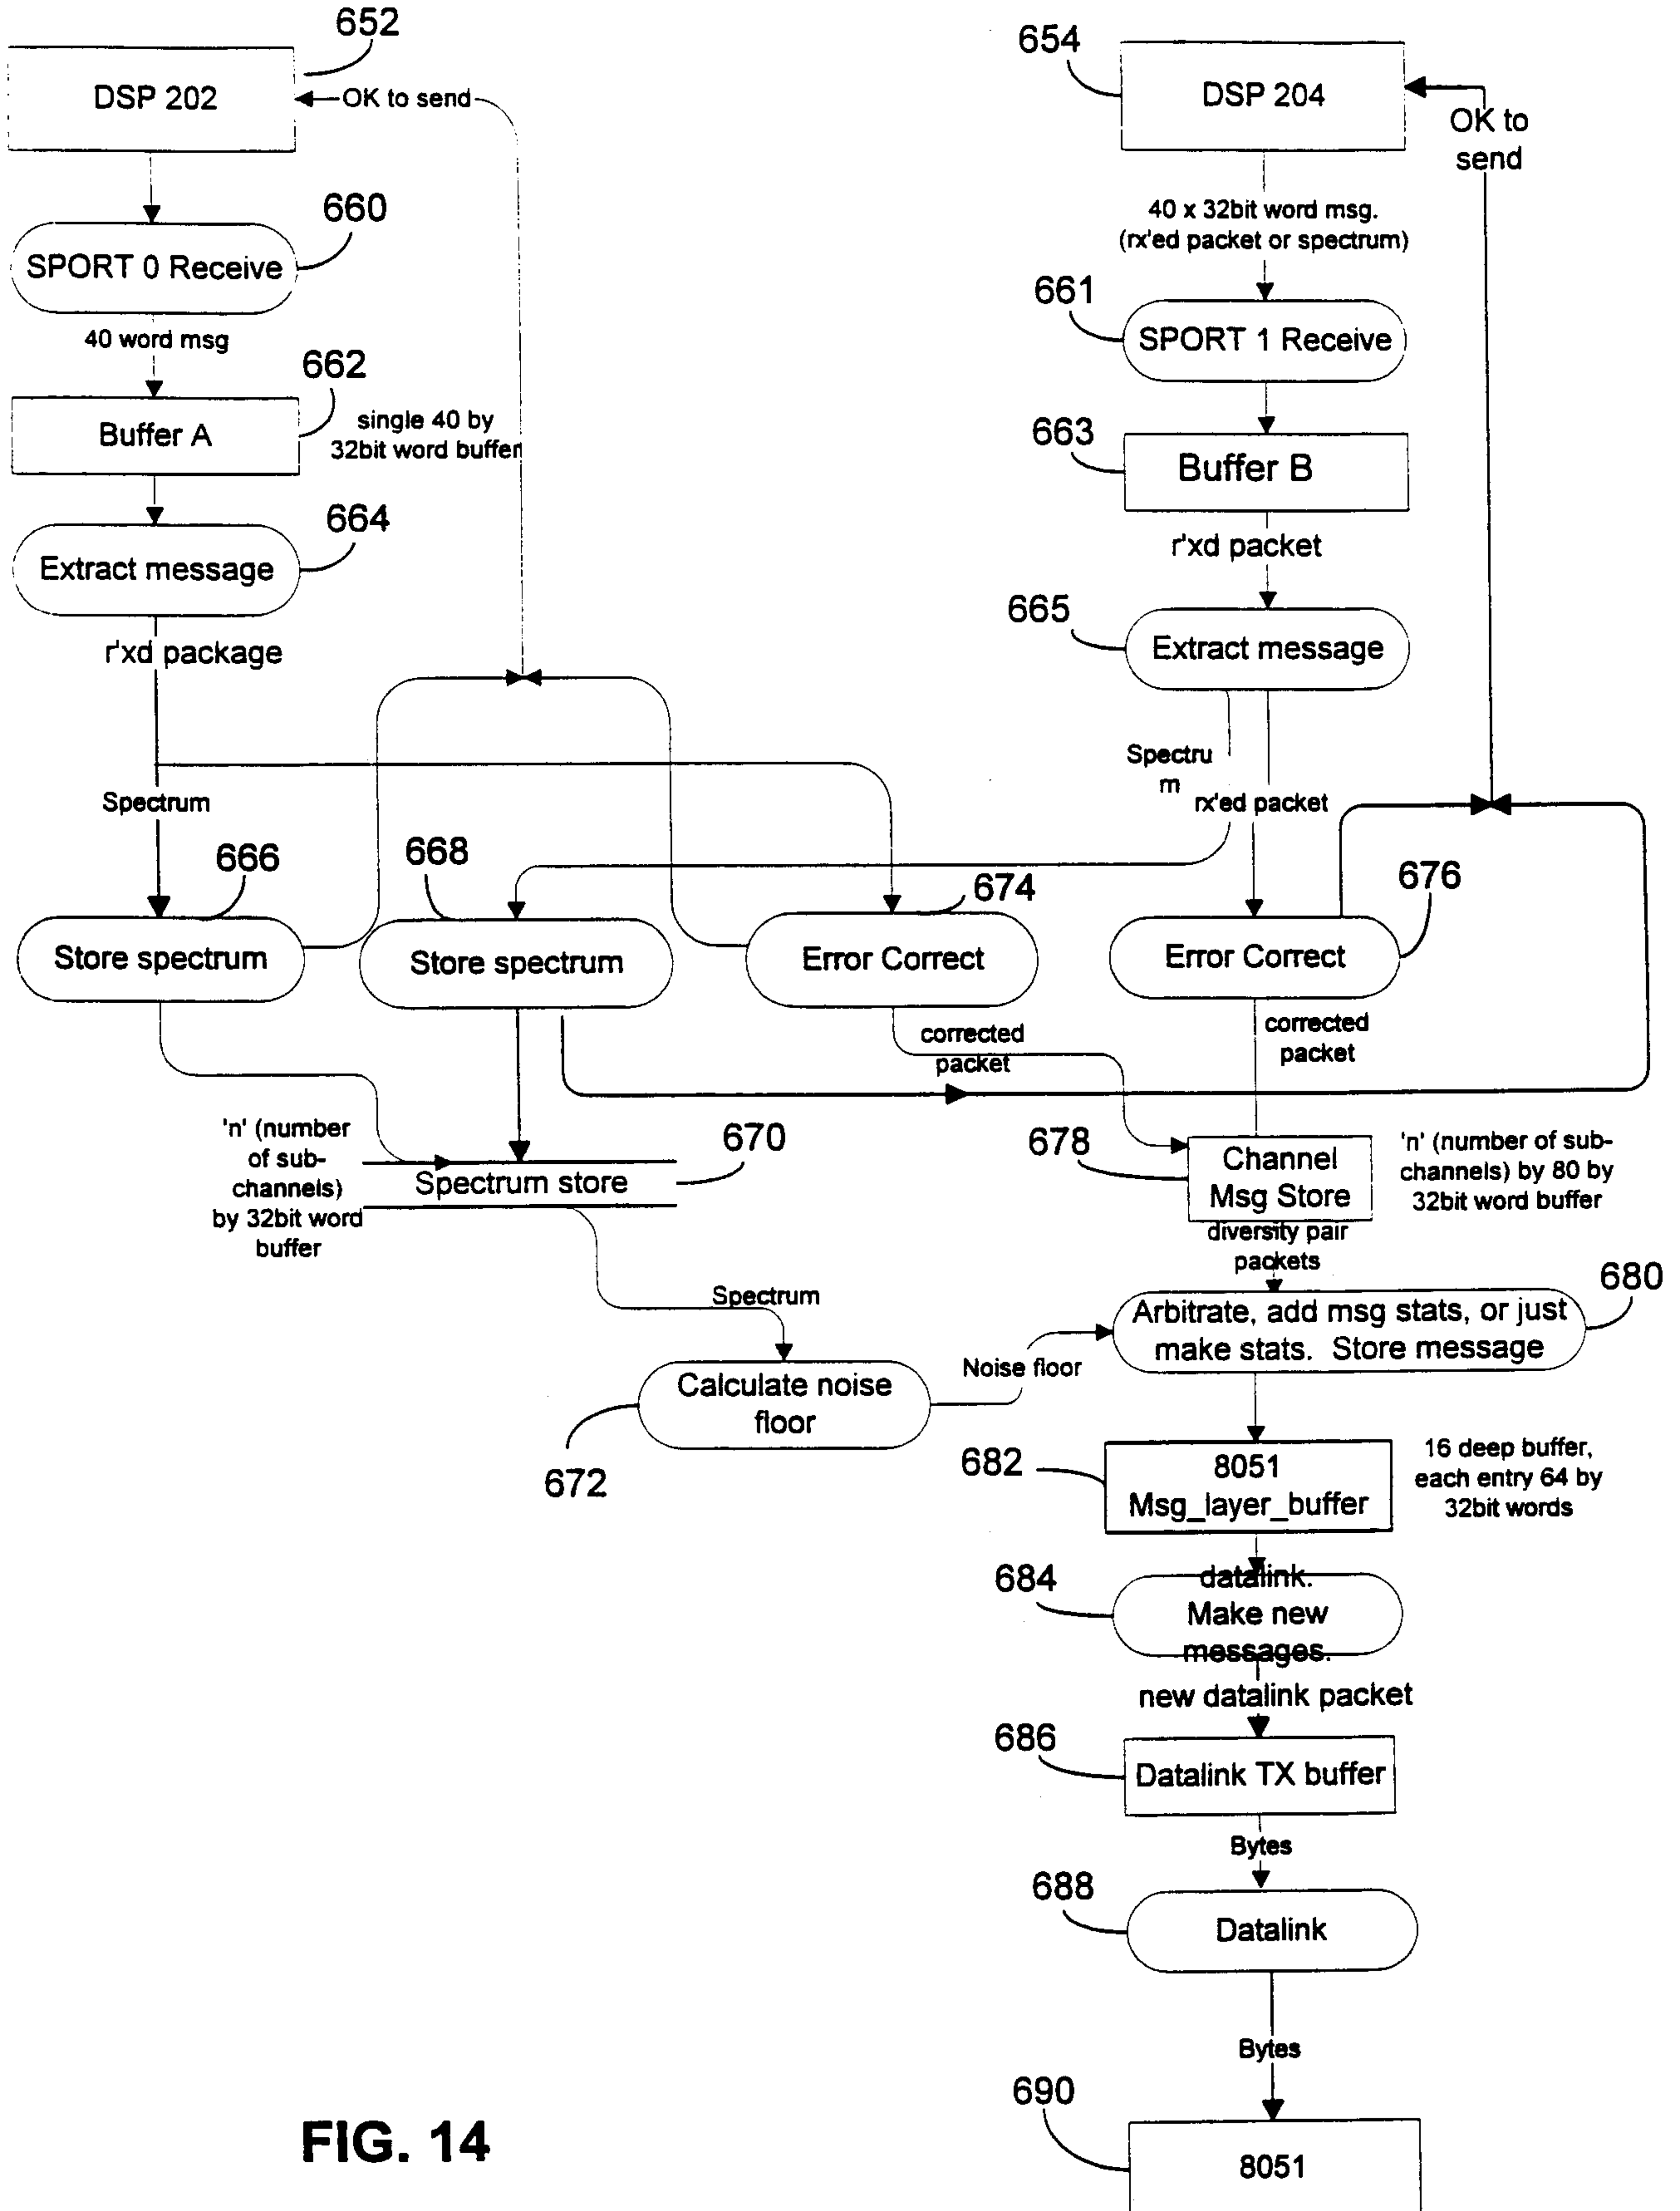 652
DSP 202
OK to send
660
SPORT 0 Receive
40 word msg
662
Buffer A
single 40 by
32bit word buffer
664
Extract message
r'xd package
Spectrum
654
DSP 204
OK to
send
40 x 32bit word msg.
(rx'ed packet or spectrum)
661
SPORT 1 Receive
663
Buffer B
r'xd packet
665
Extract message
Spectru
m
rx'ed packet
666
Store spectrum
668
Store spectrum
674
Error Correct
676
Error Correct
corrected
packet
corrected
packet
'n' (number
of sub-
channels)
by 32bit word
buffer
670
Spectrum store
678
Channel
Msg Store
'n' (number of sub-
channels) by 80 by
32bit word buffer
diversity pair
packets
Spectrum
672
Calculate noise
floor
Noise floor
680
Arbitrate, add msg stats, or just
make stats. Store message
682
8051
Msg_layer_buffer
16 deep buffer,
each entry 64 by
32bit words
684
datalink.
Make new
messages.
new datalink packet
686
Datalink TX buffer
Bytes
688
Datalink
Bytes
690
8051
FIG. 14